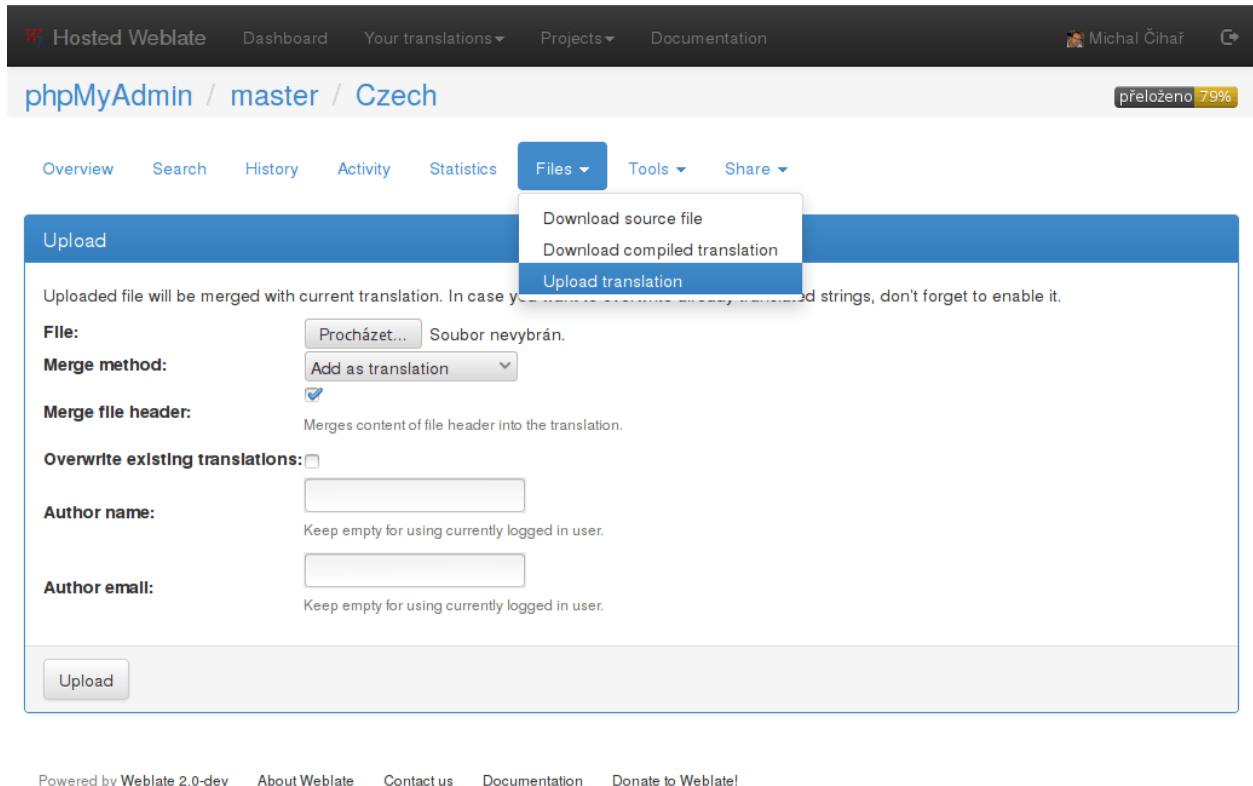 Hosted Weblate Dashboard Your translations Projects Documentation Michal Čihař
phpMyAdmin / master / Czech přeloženo 79%
Overview Search History Activity Statistics Files Tools Share
Download source file
Download compiled translation
Upload translation
Upload
Uploaded file will be merged with current translation. In case y strings, don't forget to enable it.
File: Procházet... Soubor nevybrán.
Merge method: Add as translation
Merge file header:
Merges content of file header into the translation.
Overwrite existing translations:
Author name:
Keep empty for using currently logged in user.
Author email:
Keep empty for using currently logged in user.
Upload
Powered by Weblate 2.0-dev About Weblate Contact us Documentation Donate to Weblate!